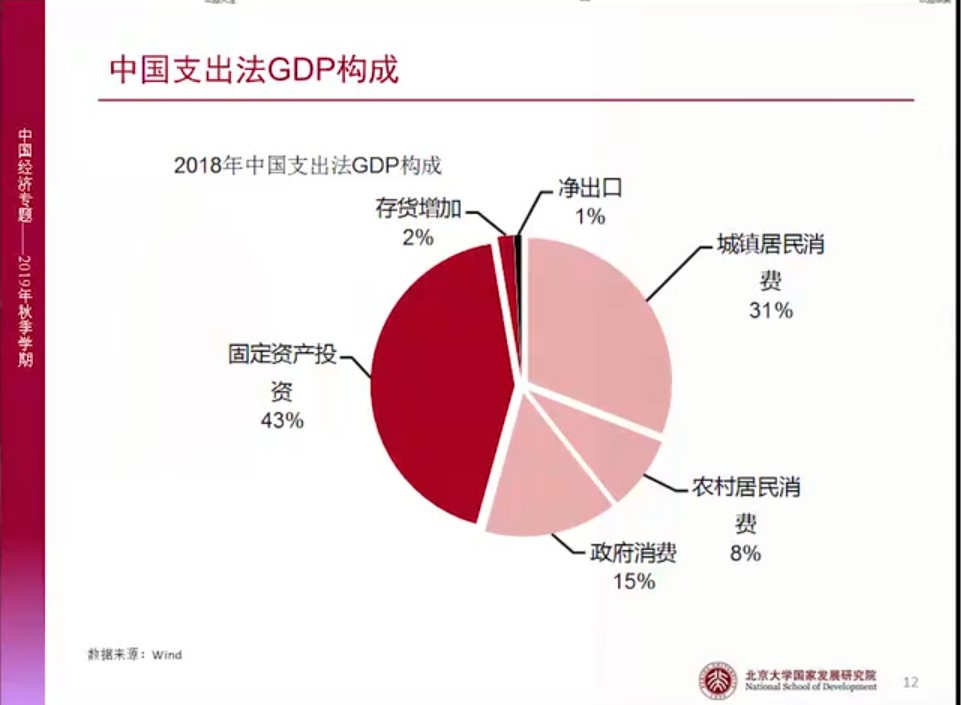 中国支出法GDP构成
中国经济专题——2019年秋季学期
2018年中国支出法GDP构成
净出口
1%
存货增加
2%
城镇居民消
费
31%
固定资产投
资
43%
农村居民消
费
8%
政府消费
15%
数据来源：Wind
北京大学国家发展研究院
National School of Development
12